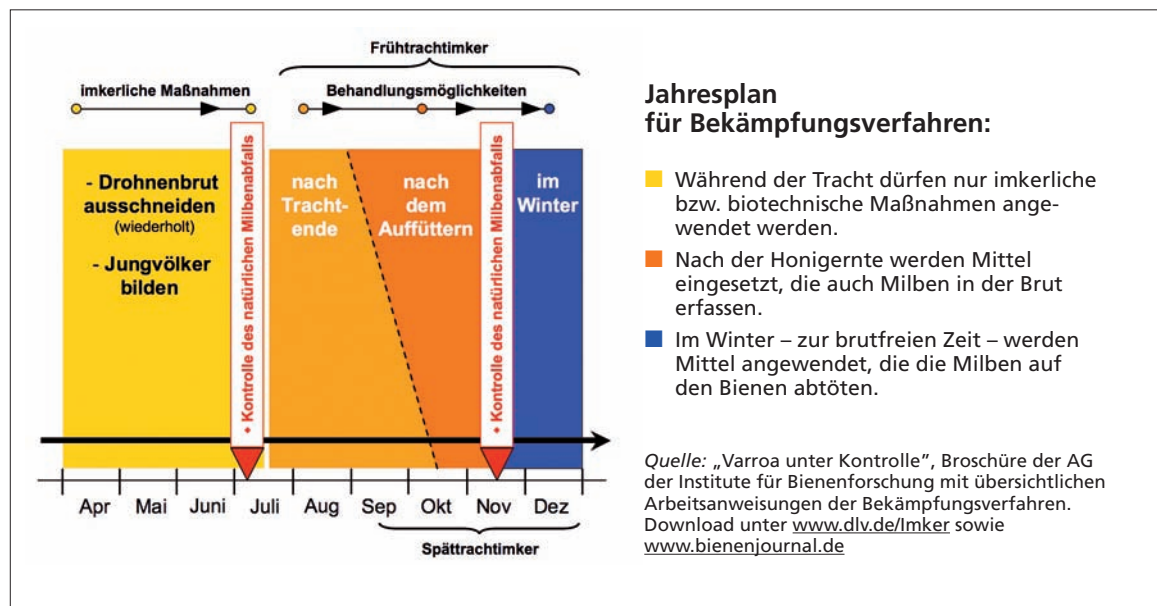 Frühtrachtimker
imkerliche Maßnahmen
Behandlungsmöglichkeiten
- Drohnenbrut
ausschneiden
(wiederholt)
- Jungvölker
bilden
+ Kontrolle des natürlichen Milbenabfalls
nach
Tracht-
ende
nach
dem
Auffüttern
+ Kontrolle des natürlichen Milbenabfalls
im
Winter
Apr Mai Juni Juli Aug Sep Okt Nov Dez
Spättrachtimker
Jahresplan
für Bekämpfungsverfahren:
Während der Tracht dürfen nur imkerliche
bzw. biotechnische Maßnahmen ange-
wendet werden.
Nach der Honigernte werden Mittel
eingesetzt, die auch Milben in der Brut
erfassen.
Im Winter – zur brutfreien Zeit – werden
Mittel angewendet, die die Milben auf
den Bienen abtöten.
Quelle: „Varroa unter Kontrolle”, Broschüre der AG
der Institute für Bienenforschung mit übersichtlichen
Arbeitsanweisungen der Bekämpfungsverfahren.
Download unter www.dlv.de/Imker sowie
www.bienenjournal.de